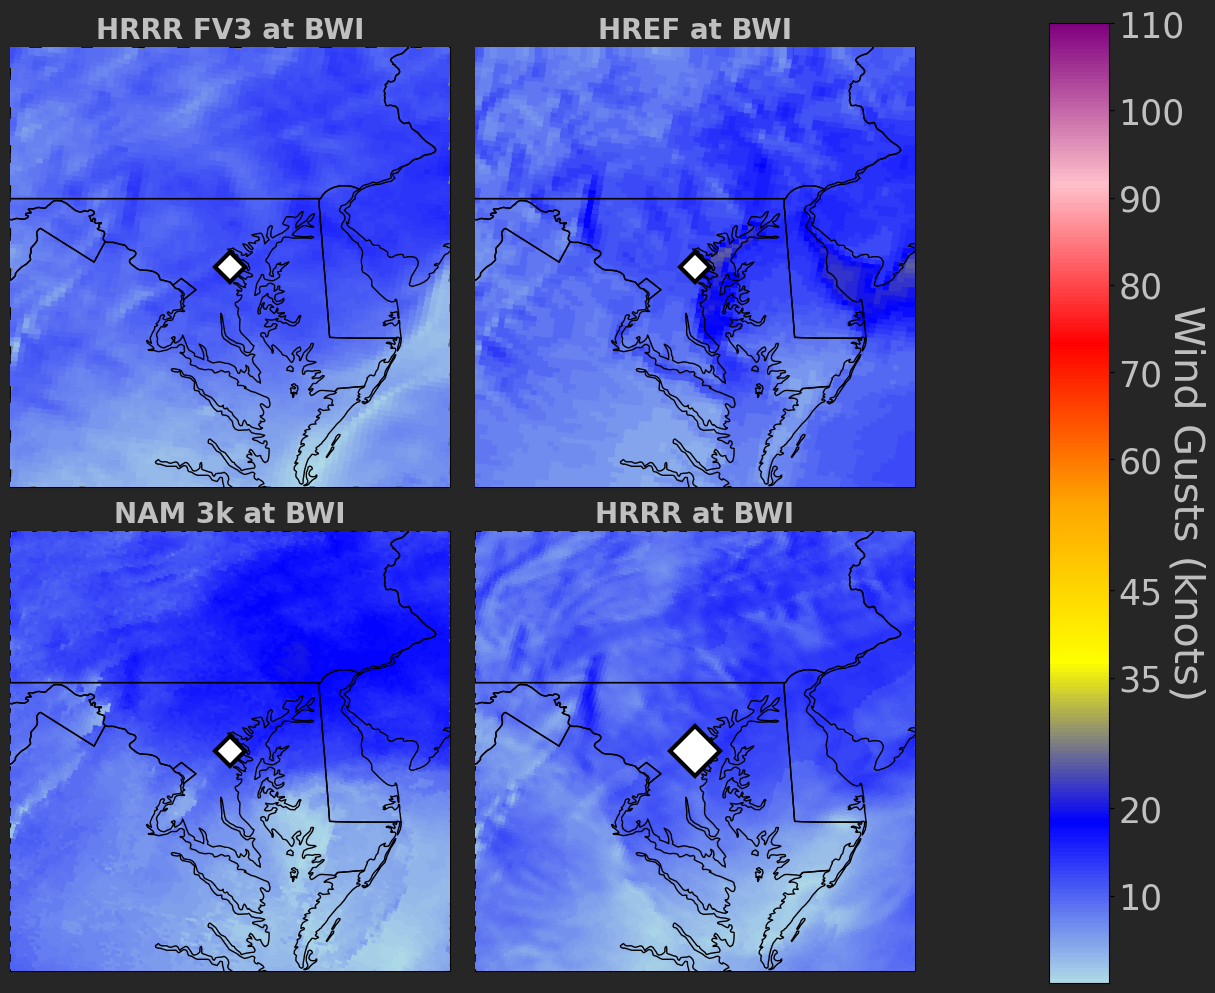 HRRR FV3 at BWI
HREF at BWI
NAM 3k at BWI
HRRR at BWI
110
100
90
80
70
60
45
35
20
10
Wind Gusts (knots)